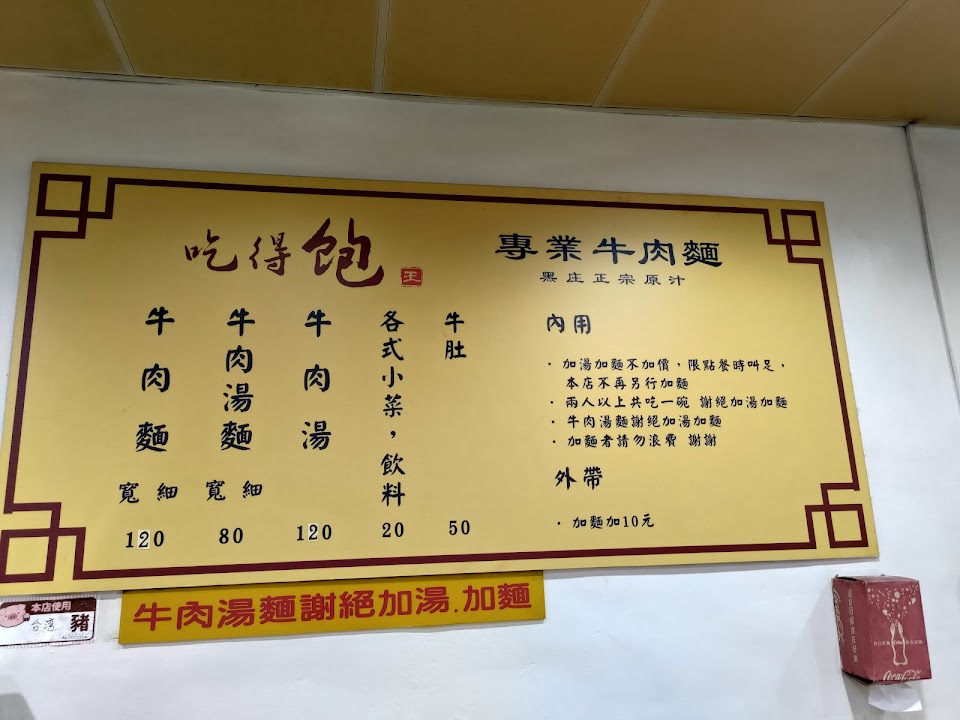 吃得飽
王
專業牛肉麵
黑庄正宗原汁
牛肉麵
寬 細
120
牛肉湯麵
寬 細
80
牛肉湯
120
各式小菜，飲料
20
牛肚
50
內用
· 加湯加麵不加價，限點餐時叫足，
本店不再另行加麵
· 兩人以上共吃一碗 謝絕加湯加麵
· 牛肉湯麵謝絕加湯加麵
· 加麵者請勿浪費 謝謝
外帶
· 加麵加10元
牛肉湯麵謝絕加湯.加麵
本店使用
台灣 豬
Coca-Cola